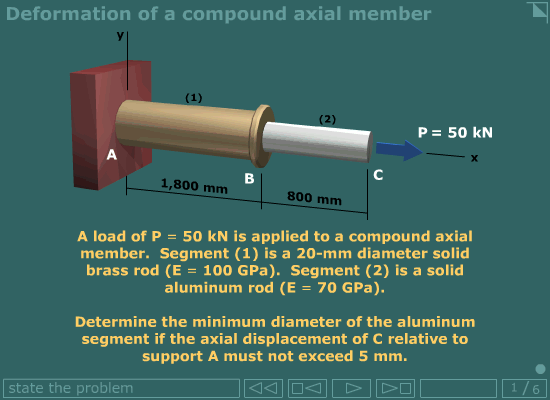 Deformation of a compound axial member
y
(1)
(2)
P = 50 kN
x
A
B
C
1,800 mm
800 mm
A load of P = 50 kN is applied to a compound axial
member.  Segment (1) is a 20-mm diameter solid
brass rod (E = 100 GPa).  Segment (2) is a solid
aluminum rod (E = 70 GPa).
Determine the minimum diameter of the aluminum
segment if the axial displacement of C relative to
support A must not exceed 5 mm.
state the problem
1 / 6